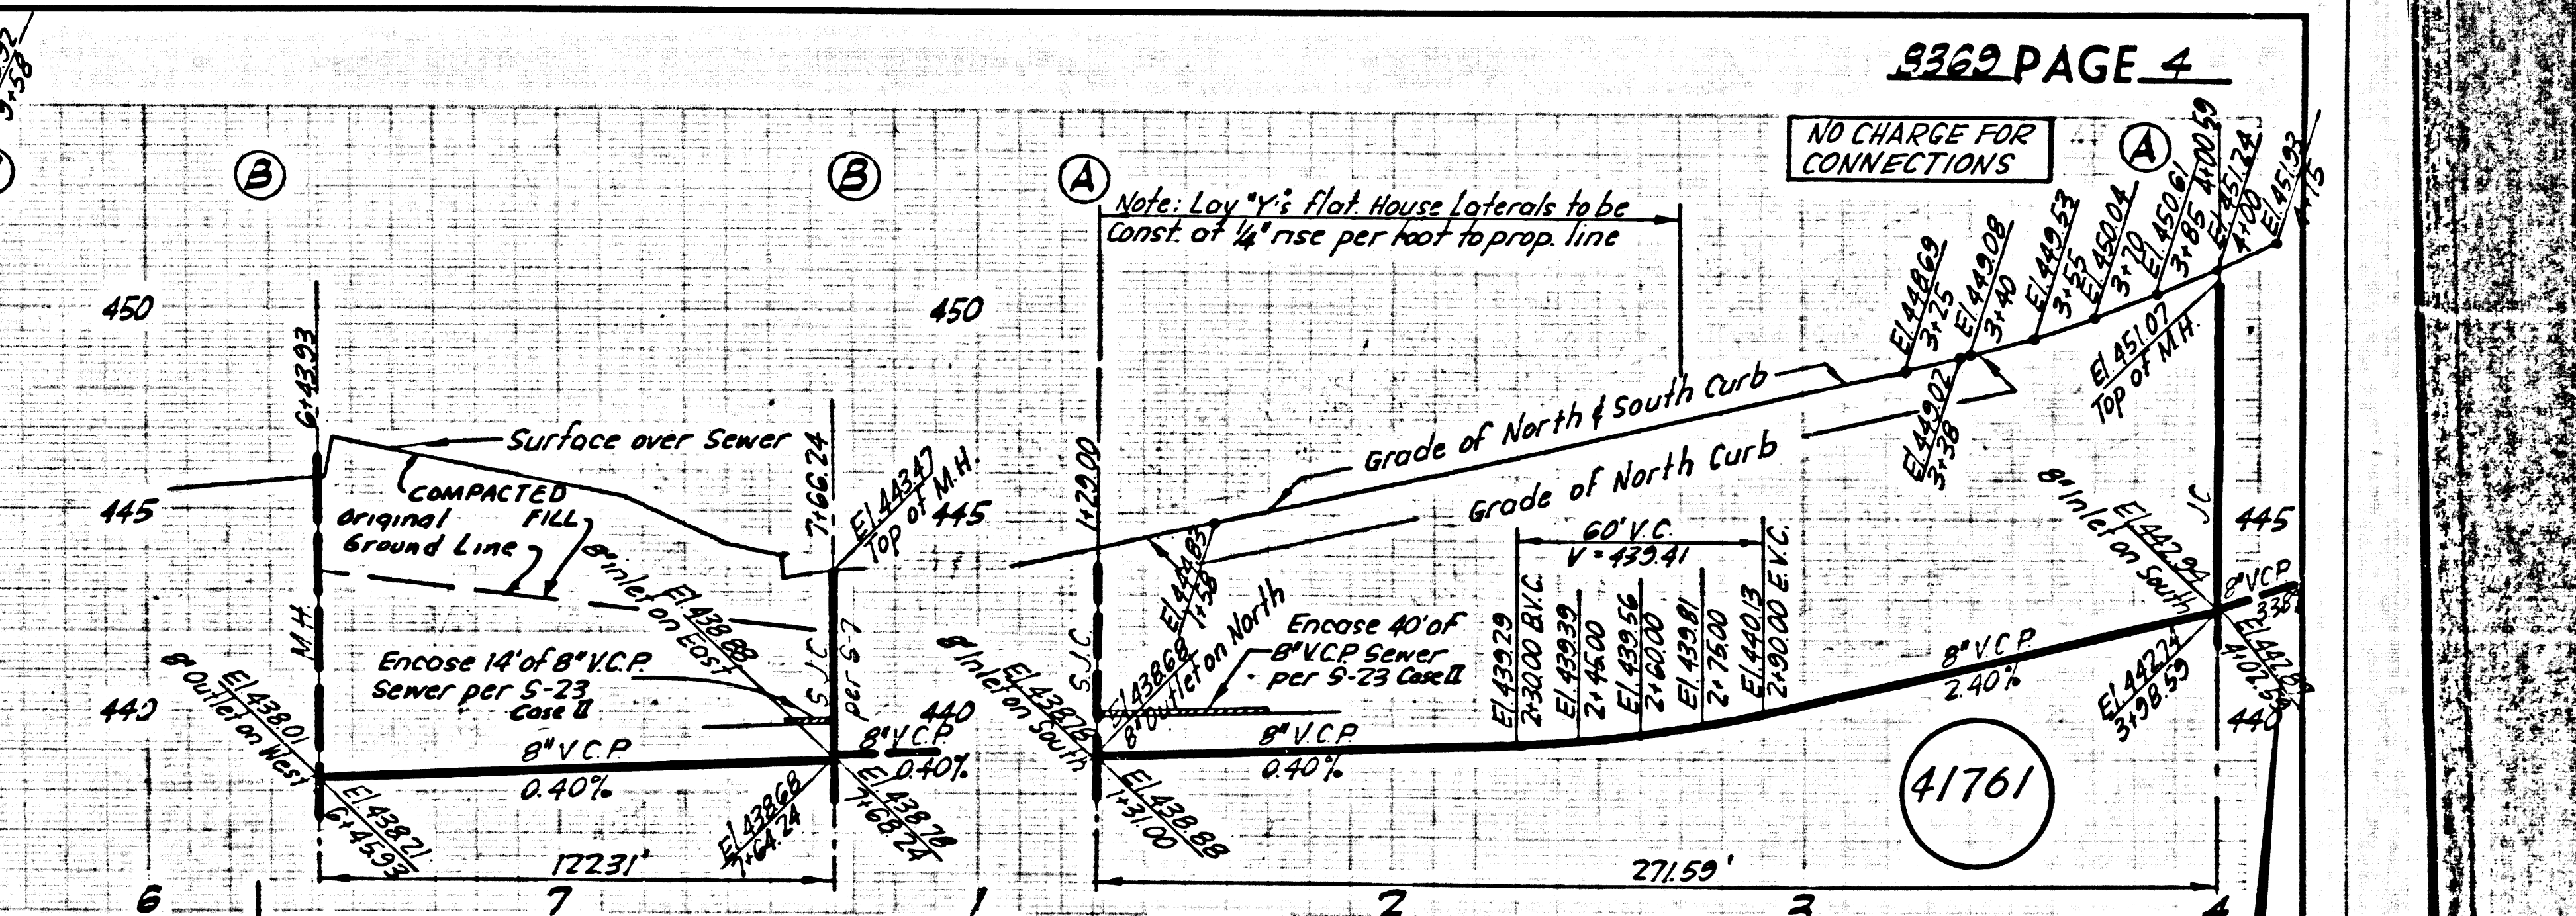 9369 PAGE 4
NO CHARGE FOR
CONNECTIONS
B
B
A
A
Note: Lay "Y's flat. House Laterals to be
Const. at 1/4" rise per foot to prop. line
450
450
445
445
445
440
440
440
6+43.93
M.H.
Surface over Sewer
COMPACTED
FILL
Original
Ground Line
8" Inlet on East
El. 438.88
Encase 14' of 8" V.C.P.
Sewer per S-23
Case II
8" Outlet on West
El. 438.01
El. 438.21
6+45.93
8" V.C.P.
0.40%
122.31'
7+66.24
S.J.C.
per S-7
El. 443.47
Top of M.H.
El. 438.68
7+64.24
El. 438.78
7+68.24
8" V.C.P.
0.40%
1+29.00
S.J.C.
8" Inlet on South
El. 438.78
El. 438.68
8" Outlet on North
El. 438.88
1+31.00
El. 444.83
1+58
Encase 40' of
8" V.C.P. Sewer
per S-23 Case II
8" V.C.P.
0.40%
Grade of North & South Curb
Grade of North Curb
60' V.C.
V = 439.41
El. 439.29
2+30.00 B.V.C.
El. 439.39
2+45.00
El. 439.56
2+60.00
El. 439.81
2+75.00
El. 440.13
2+90.00 E.V.C.
8" V.C.P.
2.40%
El. 448.69
3+25
El. 449.02
3+38
El. 449.08
3+40
El. 449.53
3+55
El. 450.04
3+70
El. 450.61
3+85
4+00.59
El. 451.24
4+00
El. 451.93
4+15
El. 451.07
Top of M.H.
8" Inlet on South
El. 442.94
JC
8" V.C.P.
El. 442.74
3+98.59
41761
271.59'
6
7
1
2
3
4